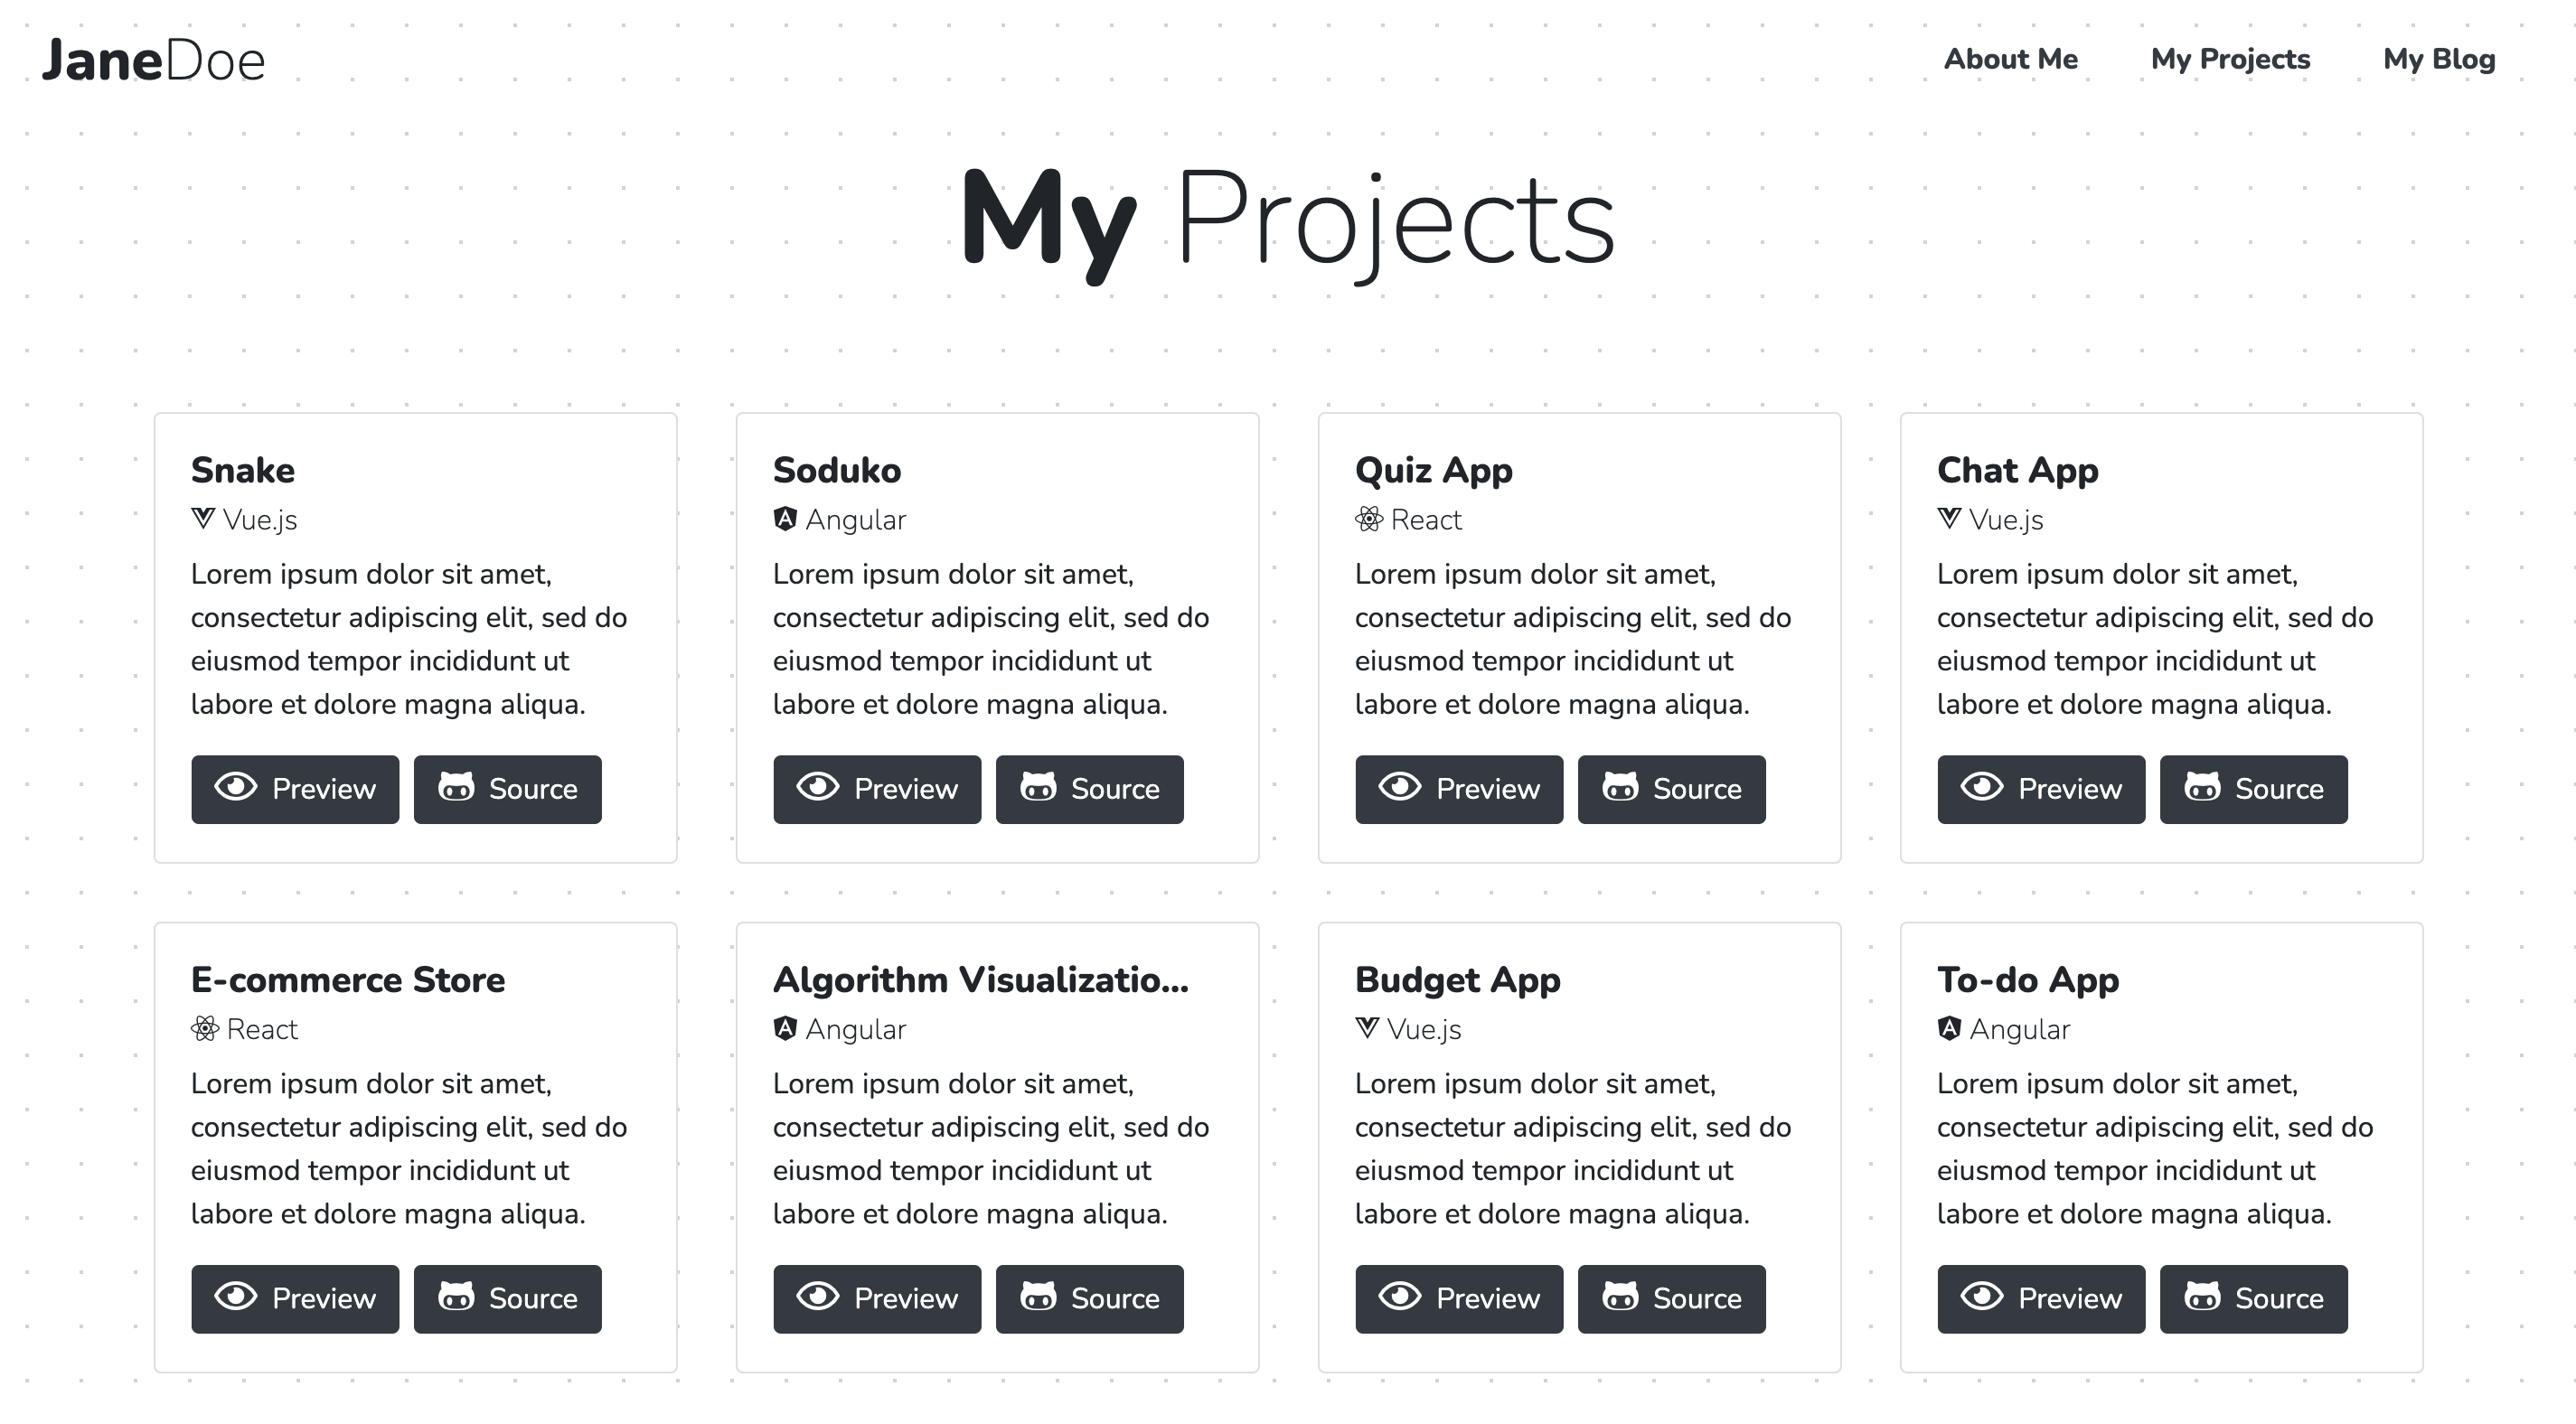 JaneDoe
About Me
My Projects
My Blog
My Projects
Snake
Vue.js
Lorem ipsum dolor sit amet,
consectetur adipiscing elit, sed do
eiusmod tempor incididunt ut
labore et dolore magna aliqua.
Preview
Source
Soduko
Angular
Lorem ipsum dolor sit amet,
consectetur adipiscing elit, sed do
eiusmod tempor incididunt ut
labore et dolore magna aliqua.
Preview
Source
Quiz App
React
Lorem ipsum dolor sit amet,
consectetur adipiscing elit, sed do
eiusmod tempor incididunt ut
labore et dolore magna aliqua.
Preview
Source
Chat App
Vue.js
Lorem ipsum dolor sit amet,
consectetur adipiscing elit, sed do
eiusmod tempor incididunt ut
labore et dolore magna aliqua.
Preview
Source
E-commerce Store
React
Lorem ipsum dolor sit amet,
consectetur adipiscing elit, sed do
eiusmod tempor incididunt ut
labore et dolore magna aliqua.
Preview
Source
Algorithm Visualizatio...
Angular
Lorem ipsum dolor sit amet,
consectetur adipiscing elit, sed do
eiusmod tempor incididunt ut
labore et dolore magna aliqua.
Preview
Source
Budget App
Vue.js
Lorem ipsum dolor sit amet,
consectetur adipiscing elit, sed do
eiusmod tempor incididunt ut
labore et dolore magna aliqua.
Preview
Source
To-do App
Angular
Lorem ipsum dolor sit amet,
consectetur adipiscing elit, sed do
eiusmod tempor incididunt ut
labore et dolore magna aliqua.
Preview
Source